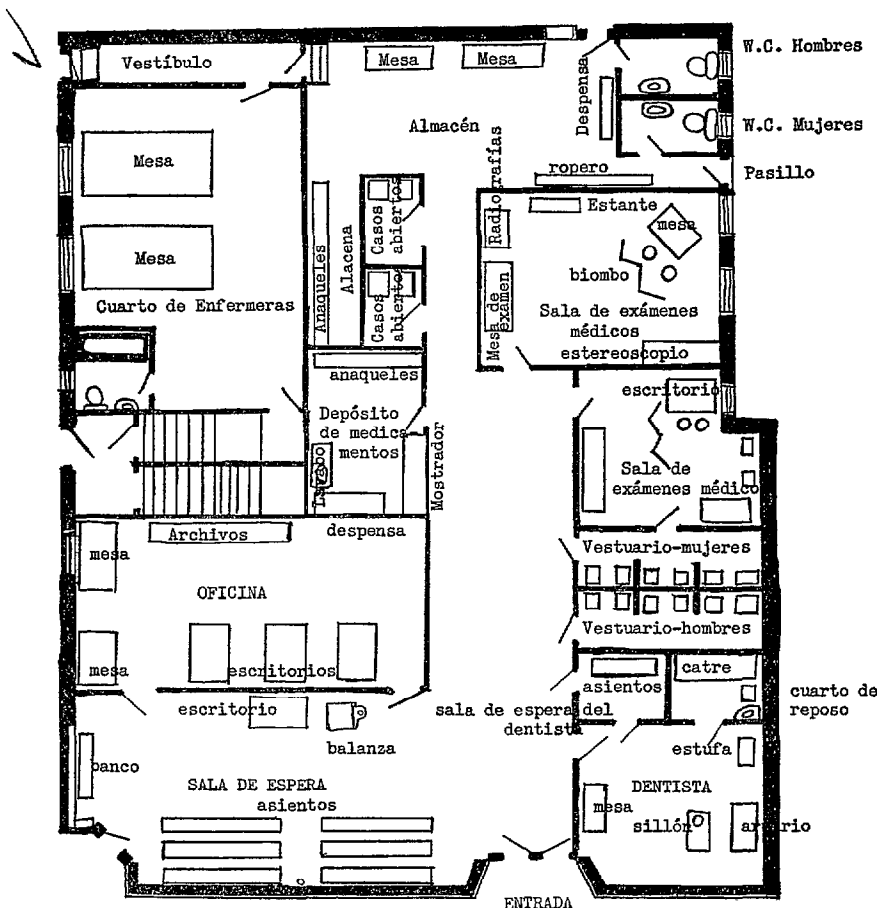 W.C. Hombres
Vestíbulo
Mesa
Mesa
Despensa
Almacén
W.C. Mujeres
Mesa
Pasillo
ropero
Radiografías
Estante
mesa
Casos
abiertos
Anaqueles
Alacena
Mesa
biombo
Cuarto de Enfermeras
Casos
abiertos
Mesa de
exámen
Sala de exámenes
médicos
estereoscopio
anaqueles
escritorio
Depósito
de medica
mentos
Lavabo
Mostrador
Sala de
exámenes médico
Archivos
despensa
mesa
Vestuario-mujeres
OFICINA
Vestuario-hombres
mesa
escritorios
asientos
catre
escritorio
sala de espera del
dentista
cuarto de
reposo
balanza
estufa
banco
SALA DE ESPERA
asientos
DENTISTA
mesa
sillón
armario
ENTRADA